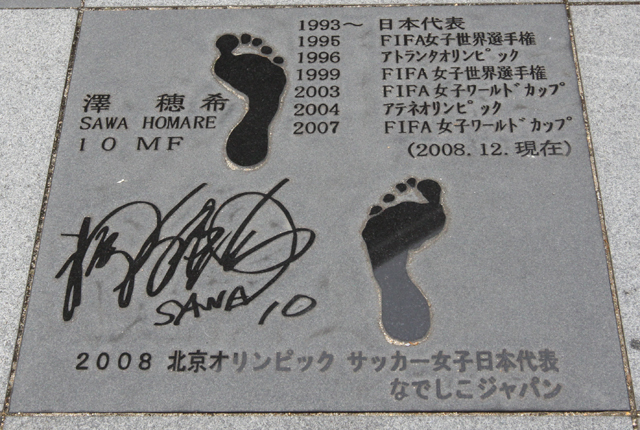 1993〜 日本代表
1995 FIFA女子世界選手権
1996 アトランタオリンピック
1999 FIFA女子世界選手権
2003 FIFA女子ワールドカップ
2004 アテネオリンピック
2007 FIFA女子ワールドカップ
(2008.12.現在)
澤 穂希
SAWA HOMARE
10 MF
SAWA 10
2008 北京オリンピック サッカー女子日本代表
なでしこジャパン